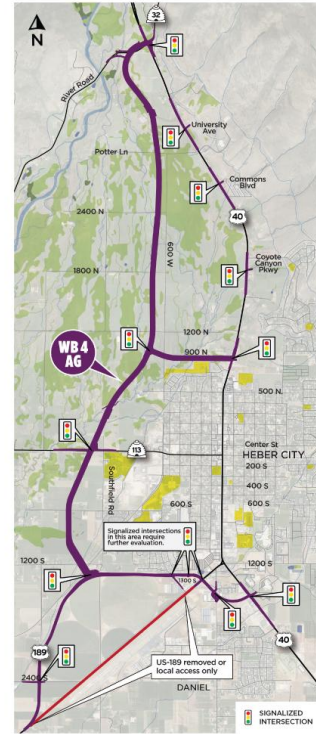 N
32
River Road
University
Ave
Potter Ln
Commons
Blvd
2400 N
40
600 W
Coyote
Canyon
Pkwy
1800 N
1200 N
900 N
WB 4
AG
500 N
Center St
HEBER CITY
113
200 S
400 S
Southfield Rd
600 S
600 S
Signalized intersections
in this area require
further evaluation.
1200 S
1200 S
1300 S
189
40
2400 S
US-189 removed or
local access only
DANIEL
SIGNALIZED
INTERSECTION